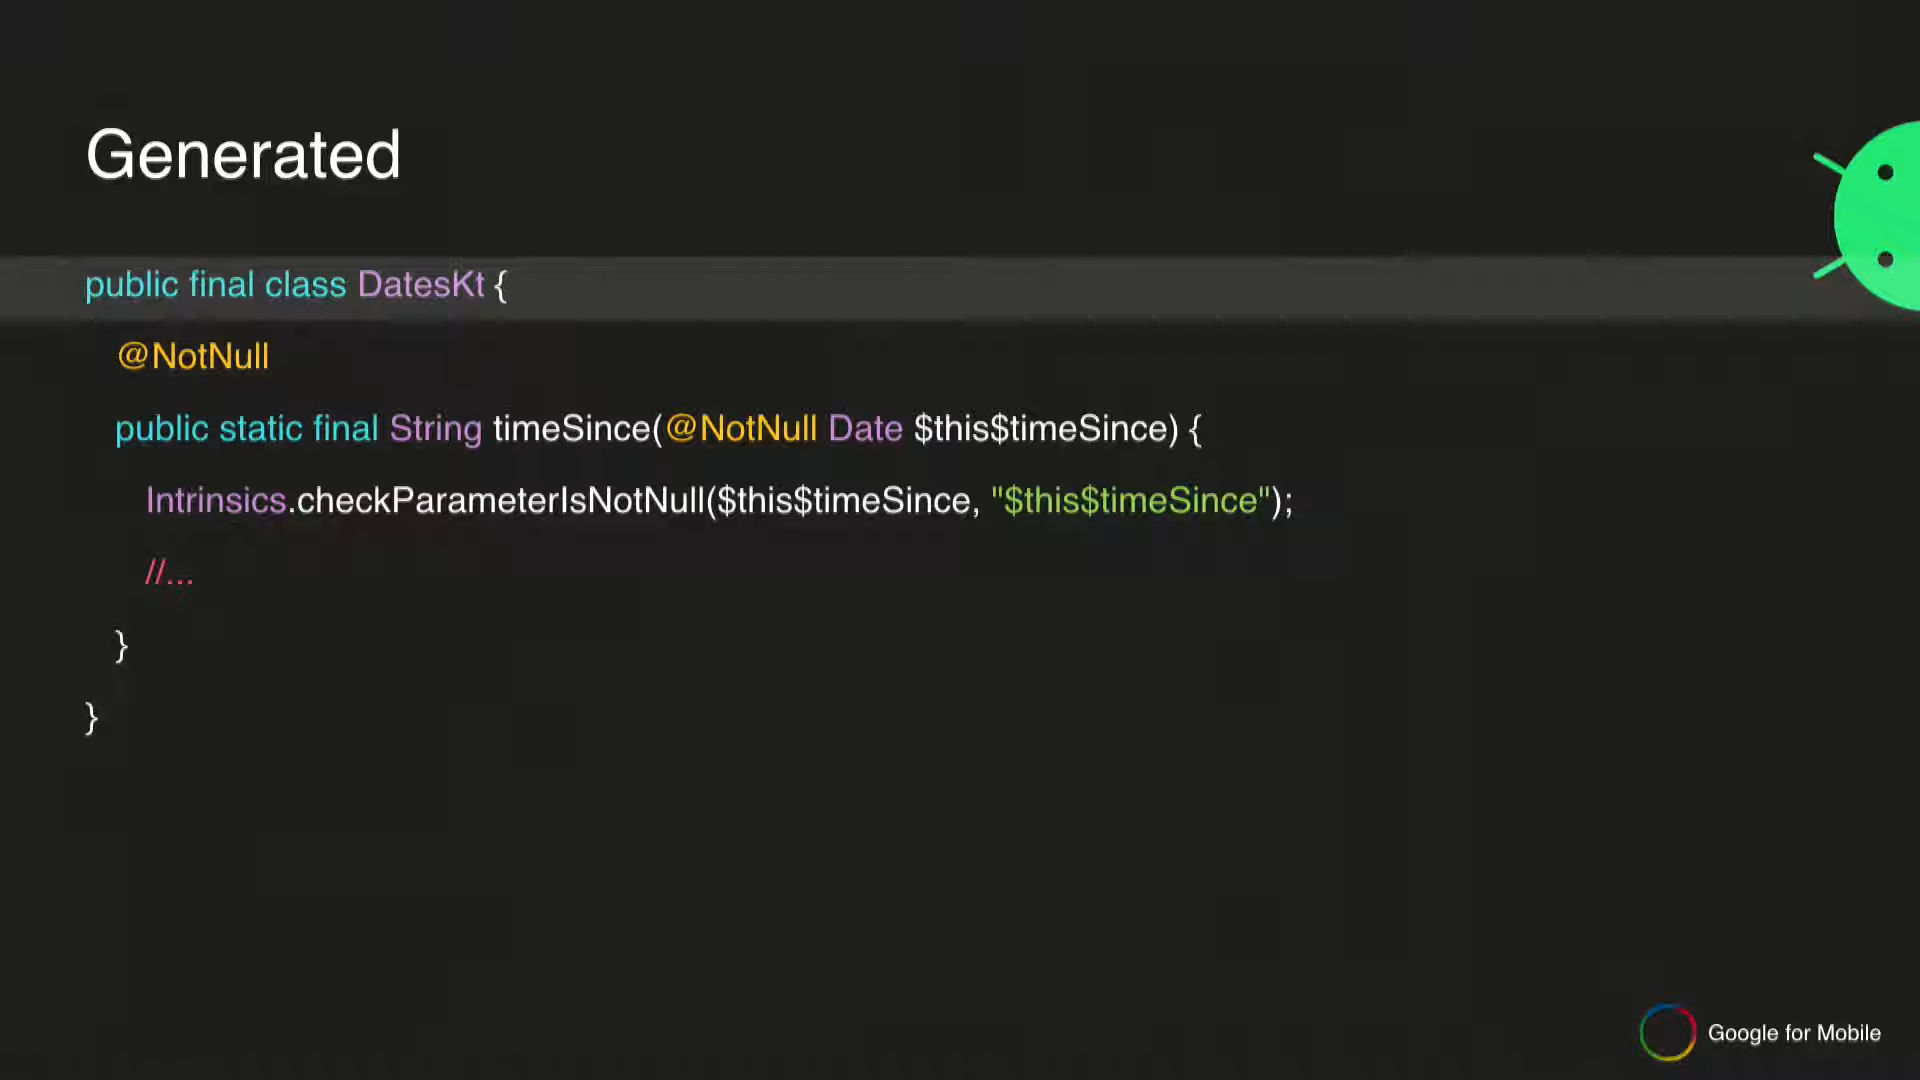 Generated
public final class DatesKt {
@NotNull
public static final String timeSince(@NotNull Date $this$timeSince) {
Intrinsics.checkParameterIsNotNull($this$timeSince, "$this$timeSince");
//...
}
}
Google for Mobile